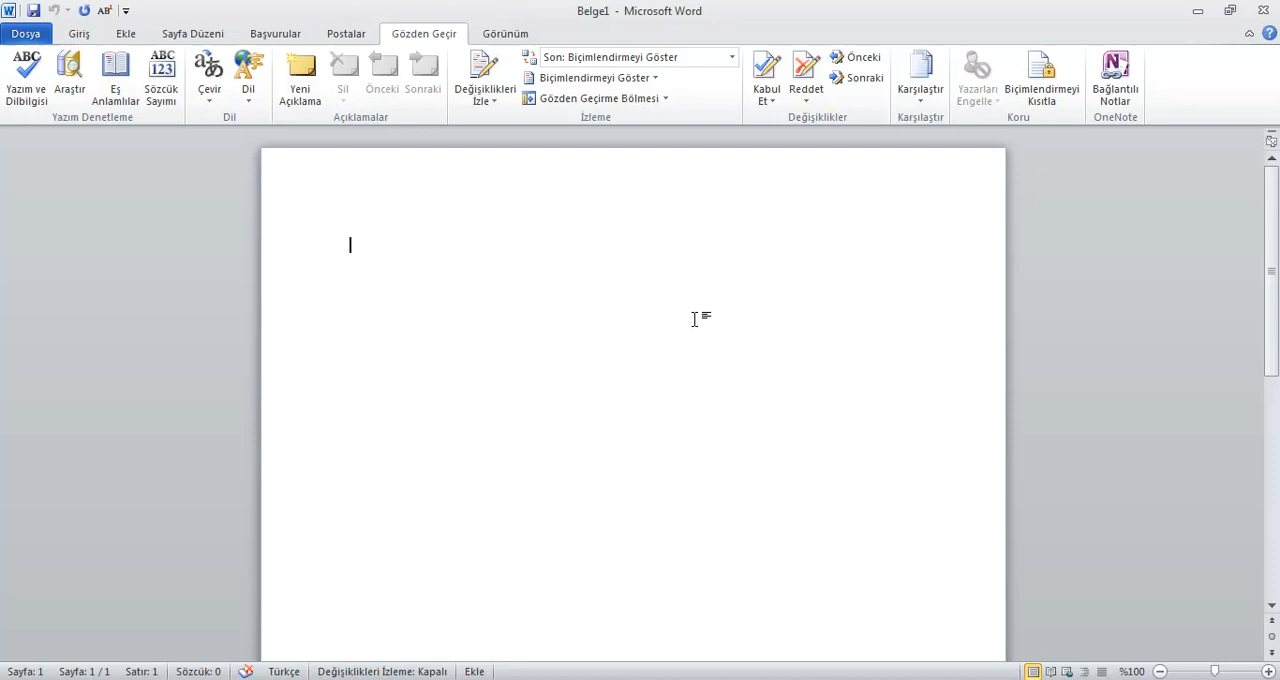 Belge1 - Microsoft Word
Dosya Giriş Ekle Sayfa Düzeni Başvurular Postalar Gözden Geçir Görünüm
ABC Yazım ve Dilbilgisi
Araştır
Eş Anlamlılar
ABC 123 Sözcük Sayımı
Yazım Denetleme
Çevir
Dil
Dil
Yeni Açıklama
Sil
Önceki
Sonraki
Açıklamalar
Değişiklikleri İzle
Son: Biçimlendirmeyi Göster
Biçimlendirmeyi Göster
Gözden Geçirme Bölmesi
İzleme
Kabul Et
Reddet
Önceki
Sonraki
Değişiklikler
Karşılaştır
Karşılaştır
Yazarları Engelle
Biçimlendirmeyi Kısıtla
Koru
Bağlantılı Notlar
OneNote
Sayfa: 1 Sayfa: 1 / 1 Satır: 1 Sözcük: 0 Türkçe Değişiklikleri İzleme: Kapalı Ekle %100